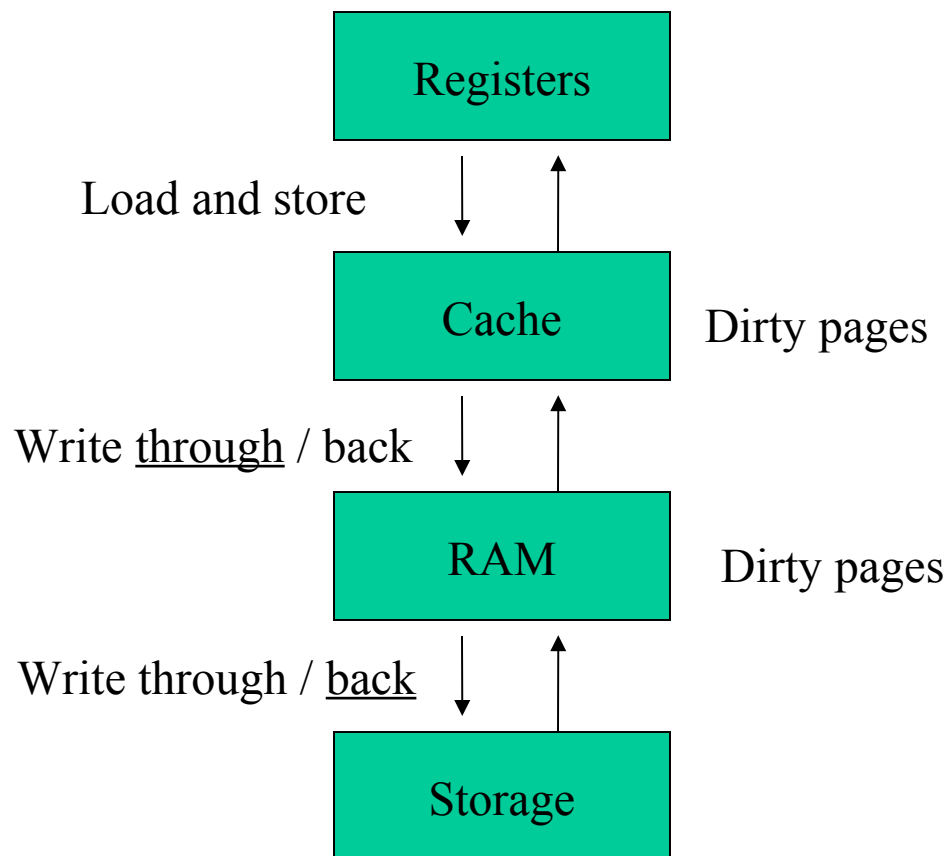 Registers
Load and store
Cache
Dirty pages
Write through / back
RAM
Dirty pages
Write through / back
Storage